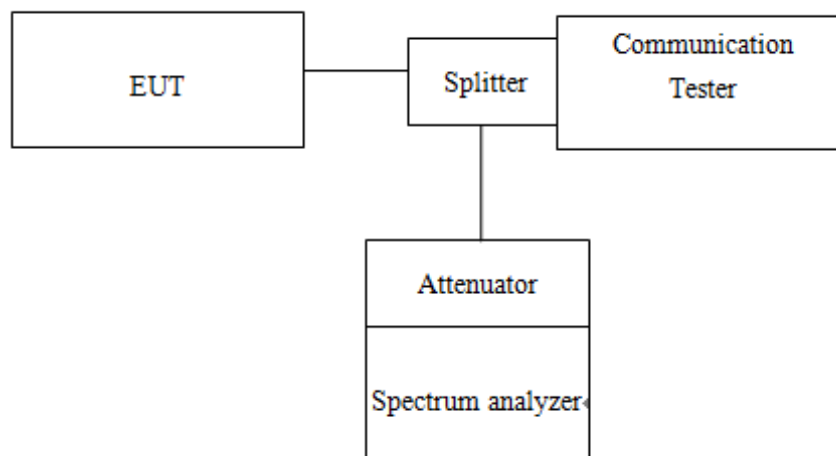 EUT
Splitter
Communication
Tester
Attenuator
Spectrum analyzer